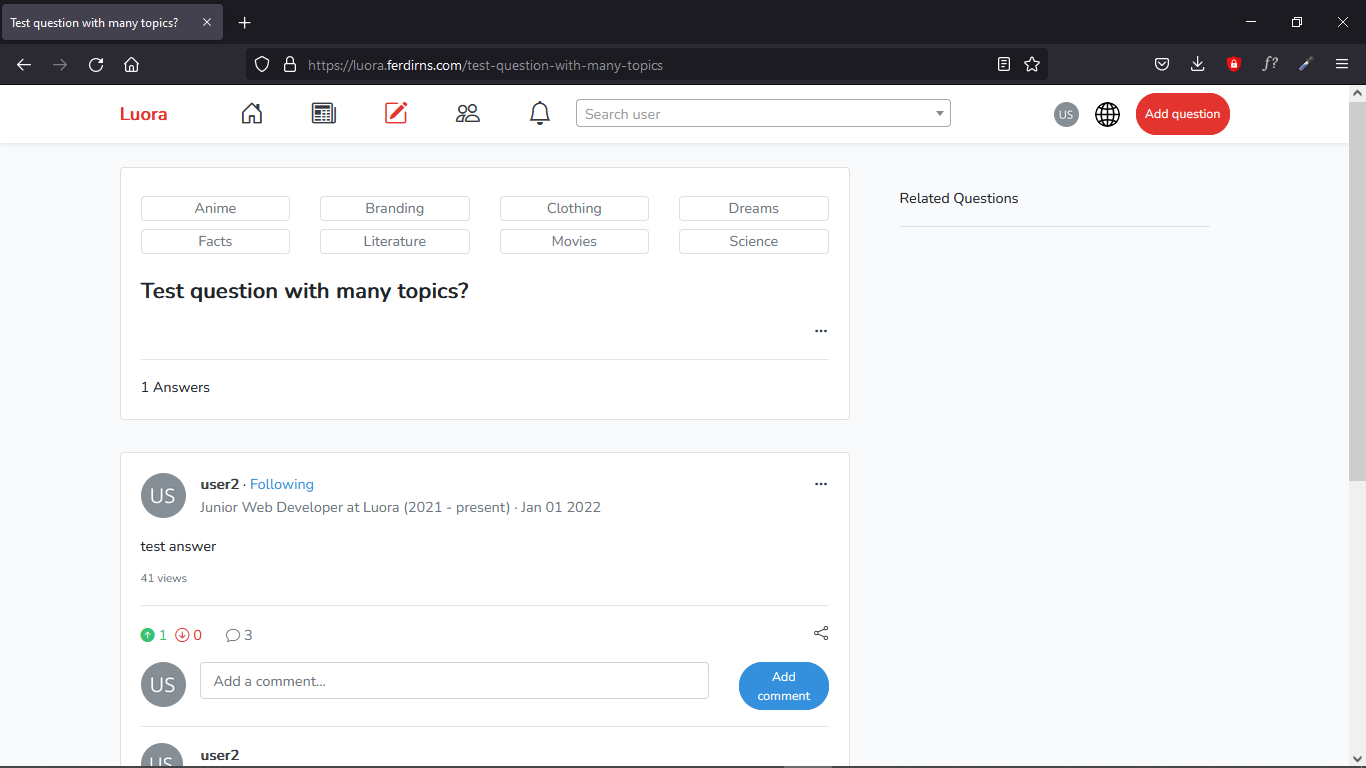 Test question with many topics?
https://luora.ferdirns.com/test-question-with-many-topics
Luora
Search user
US
Add question
Anime
Branding
Clothing
Dreams
Facts
Literature
Movies
Science
Test question with many topics?
1 Answers
Related Questions
US
user2 · Following
Junior Web Developer at Luora (2021 - present) · Jan 01 2022
test answer
41 views
1 0 3
US
Add a comment...
Add
comment
US
user2